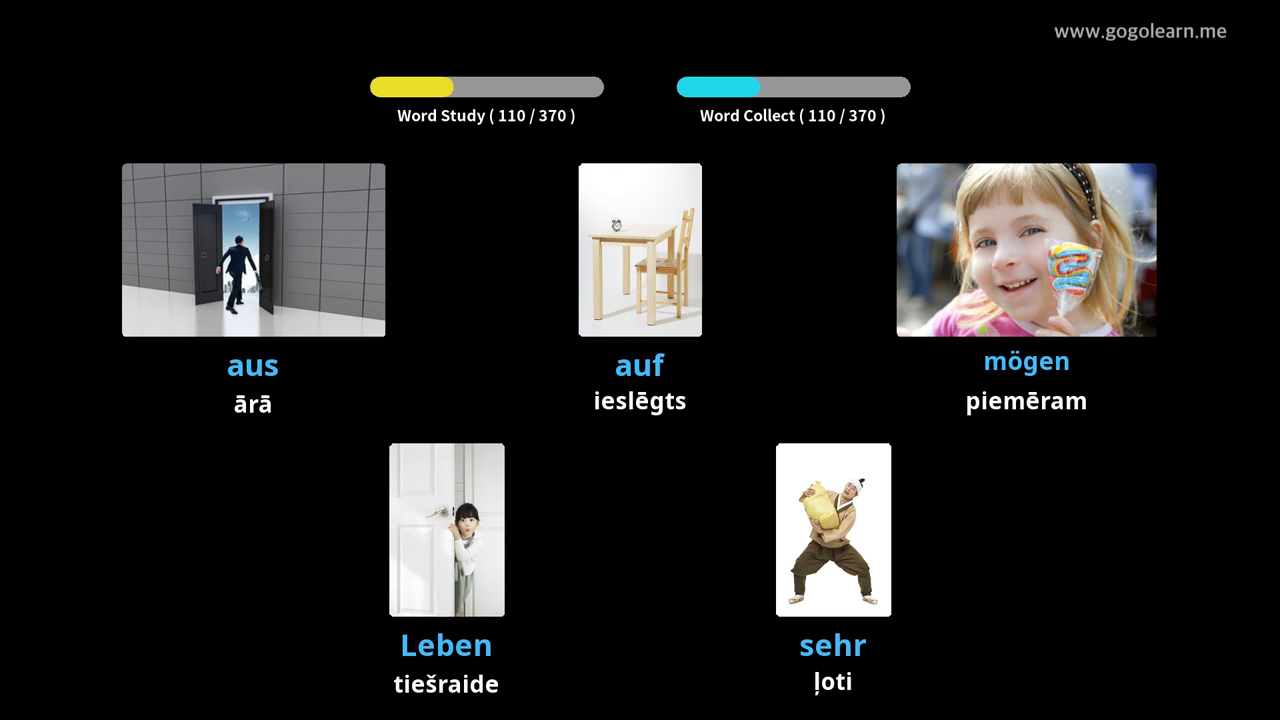 www.gogolearn.me
Word Study ( 110 / 370 )
Word Collect ( 110 / 370 )
aus
ārā
auf
ieslēgts
mögen
piemēram
Leben
tiešraide
sehr
ļoti